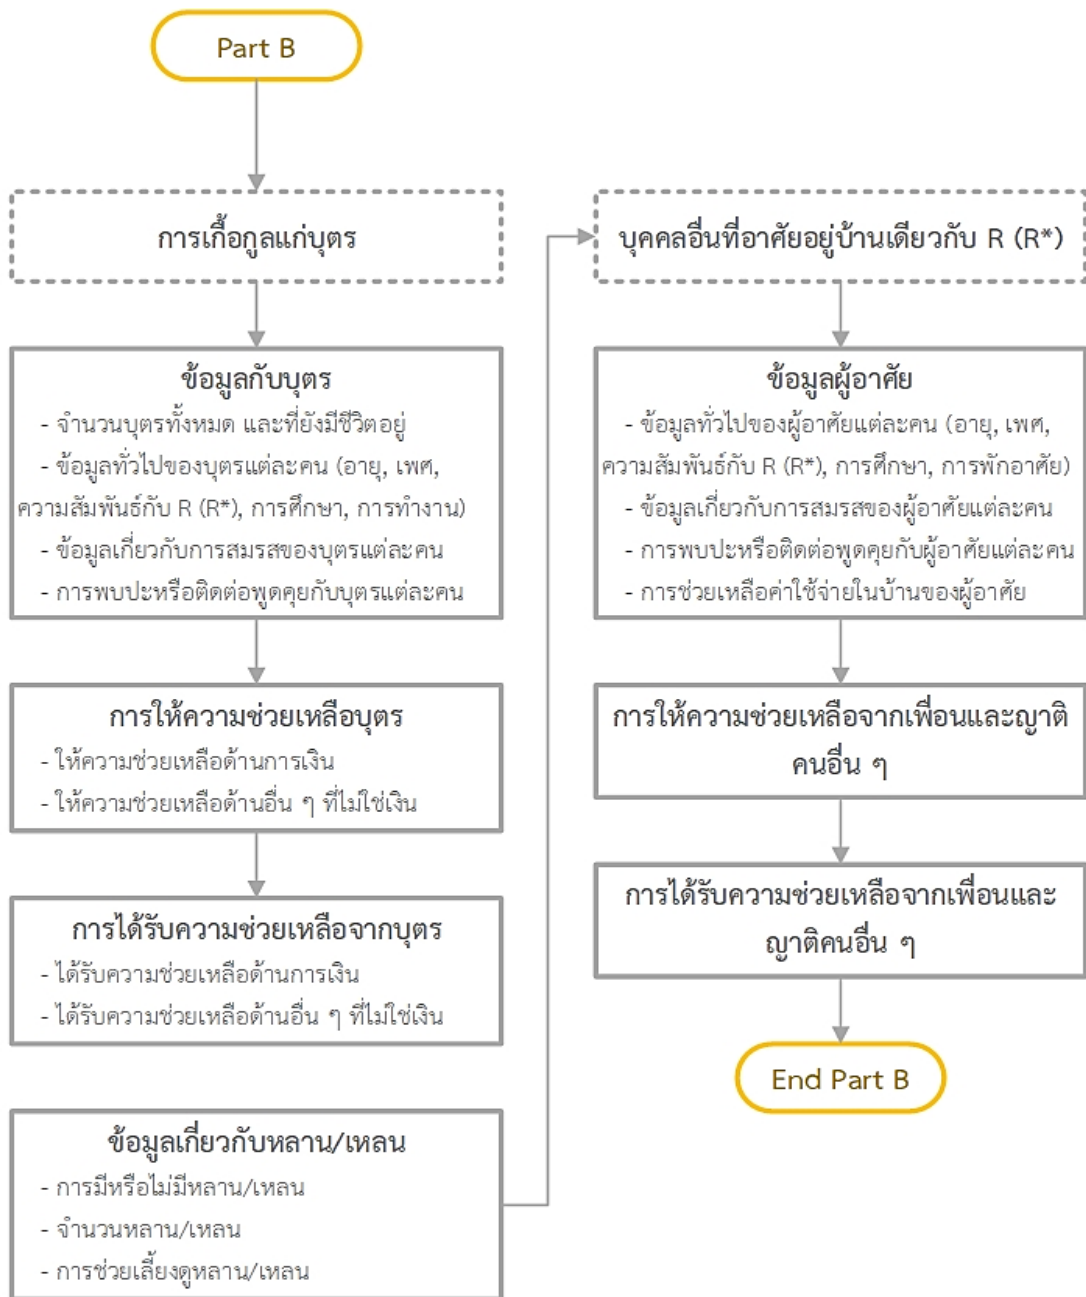 Part B
การเกื้อกูลแก่บุตร
ข้อมูลกับบุตร
- จำนวนบุตรทั้งหมด และที่ยังมีชีวิตอยู่
- ข้อมูลทั่วไปของบุตรแต่ละคน (อายุ, เพศ,
ความสัมพันธ์กับ R (R*), การศึกษา, การทำงาน)
- ข้อมูลเกี่ยวกับการสมรสของบุตรแต่ละคน
- การพบปะหรือติดต่อพูดคุยกับบุตรแต่ละคน
การให้ความช่วยเหลือบุตร
- ให้ความช่วยเหลือด้านการเงิน
- ให้ความช่วยเหลือด้านอื่น ๆ ที่ไม่ใช่เงิน
การได้รับความช่วยเหลือจากบุตร
- ได้รับความช่วยเหลือด้านการเงิน
- ได้รับความช่วยเหลือด้านอื่น ๆ ที่ไม่ใช่เงิน
ข้อมูลเกี่ยวกับหลาน/เหลน
- การมีหรือไม่มีหลาน/เหลน
- จำนวนหลาน/เหลน
- การช่วยเลี้ยงดูหลาน/เหลน
บุคคลอื่นที่อาศัยอยู่บ้านเดียวกับ R (R*)
ข้อมูลผู้อาศัย
- ข้อมูลทั่วไปของผู้อาศัยแต่ละคน (อายุ, เพศ,
ความสัมพันธ์กับ R (R*), การศึกษา, การพักอาศัย)
- ข้อมูลเกี่ยวกับการสมรสของผู้อาศัยแต่ละคน
- การพบปะหรือติดต่อพูดคุยกับผู้อาศัยแต่ละคน
- การช่วยเหลือค่าใช้จ่ายในบ้านของผู้อาศัย
การให้ความช่วยเหลือจากเพื่อนและญาติ
คนอื่น ๆ
การได้รับความช่วยเหลือจากเพื่อนและ
ญาติคนอื่น ๆ
End Part B